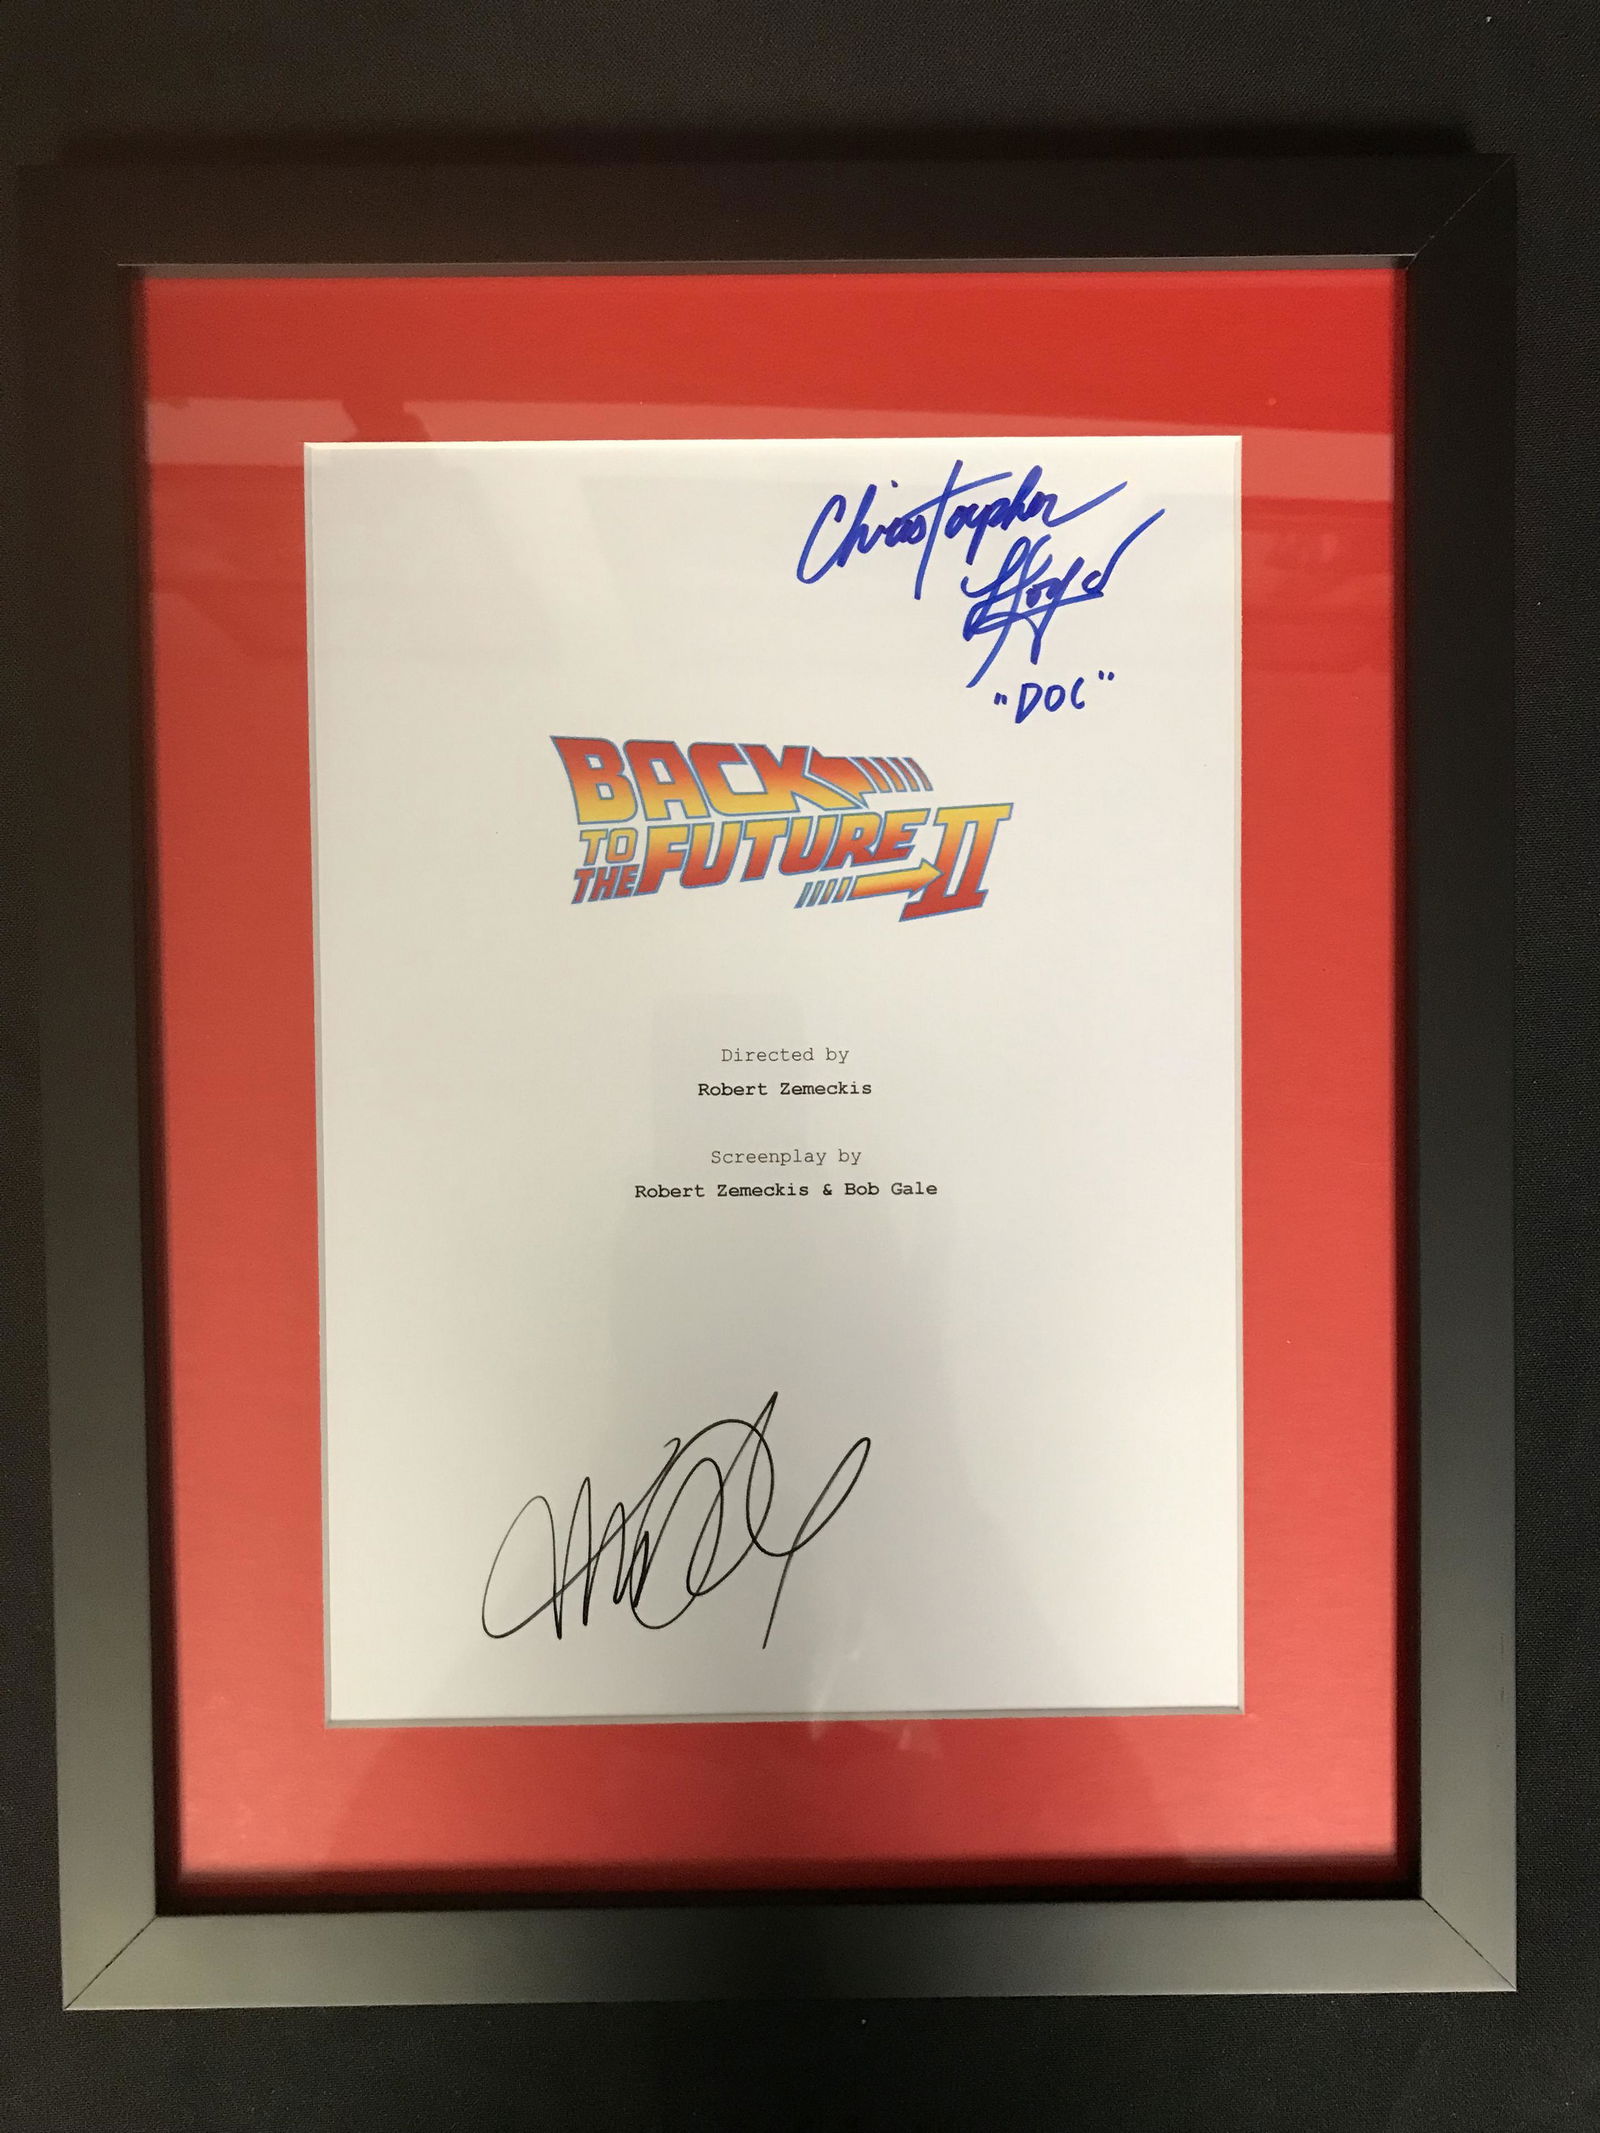 Christopher
Lloyd
"DOC"
BACK
TO
THE FUTURE II
Directed by
Robert Zemeckis
Screenplay by
Robert Zemeckis & Bob Gale